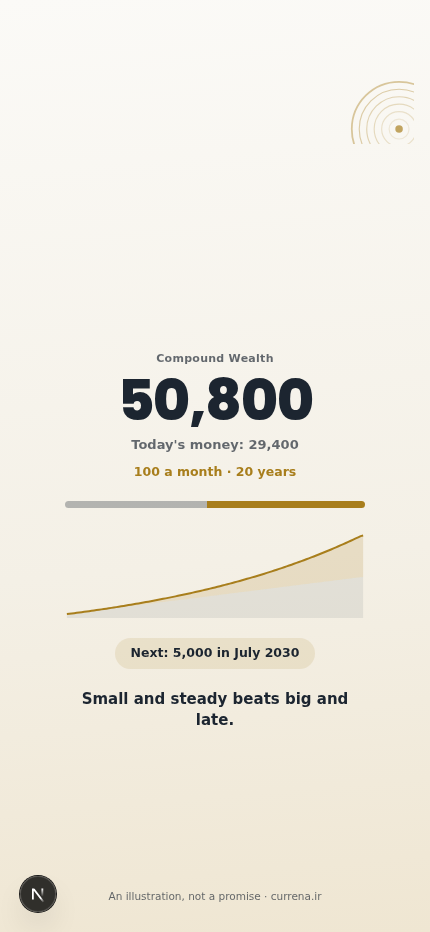 Compound Wealth
50,800
Today's money: 29,400
100 a month · 20 years
Next: 5,000 in July 2030
Small and steady beats big and
late.
N
An illustration, not a promise · currena.ir